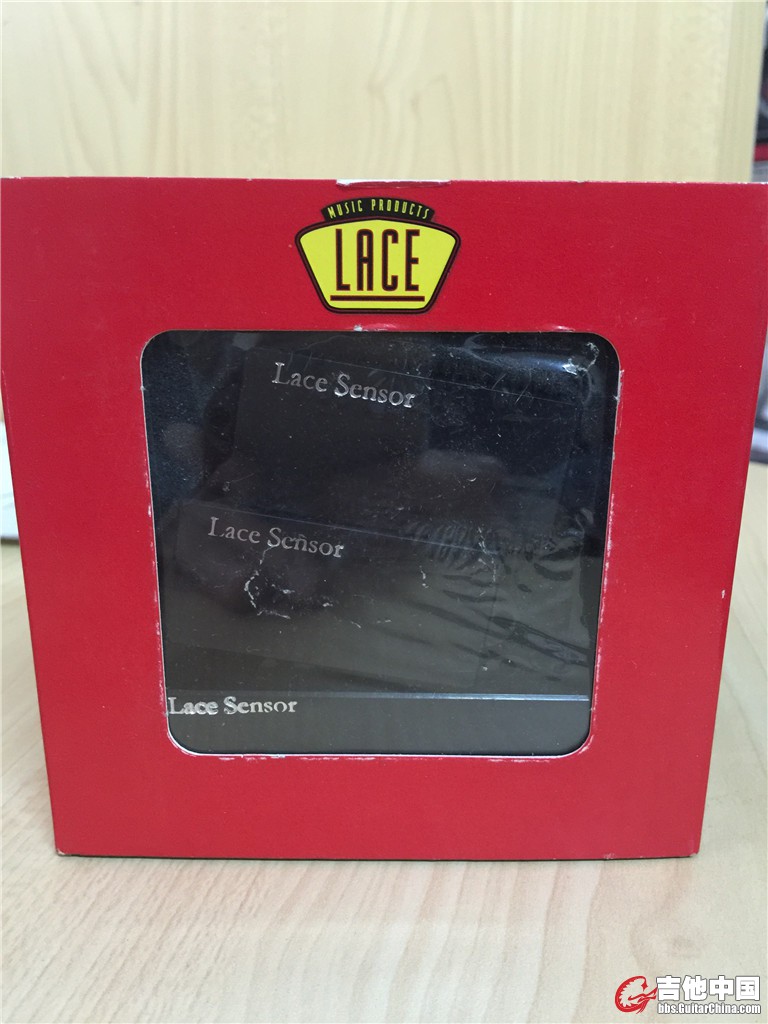 MUSIC PRODUCTS
LACE
Lace Sensor
Lace Sensor
Lace Sensor
吉他中国
bbs.GuitarChina.com